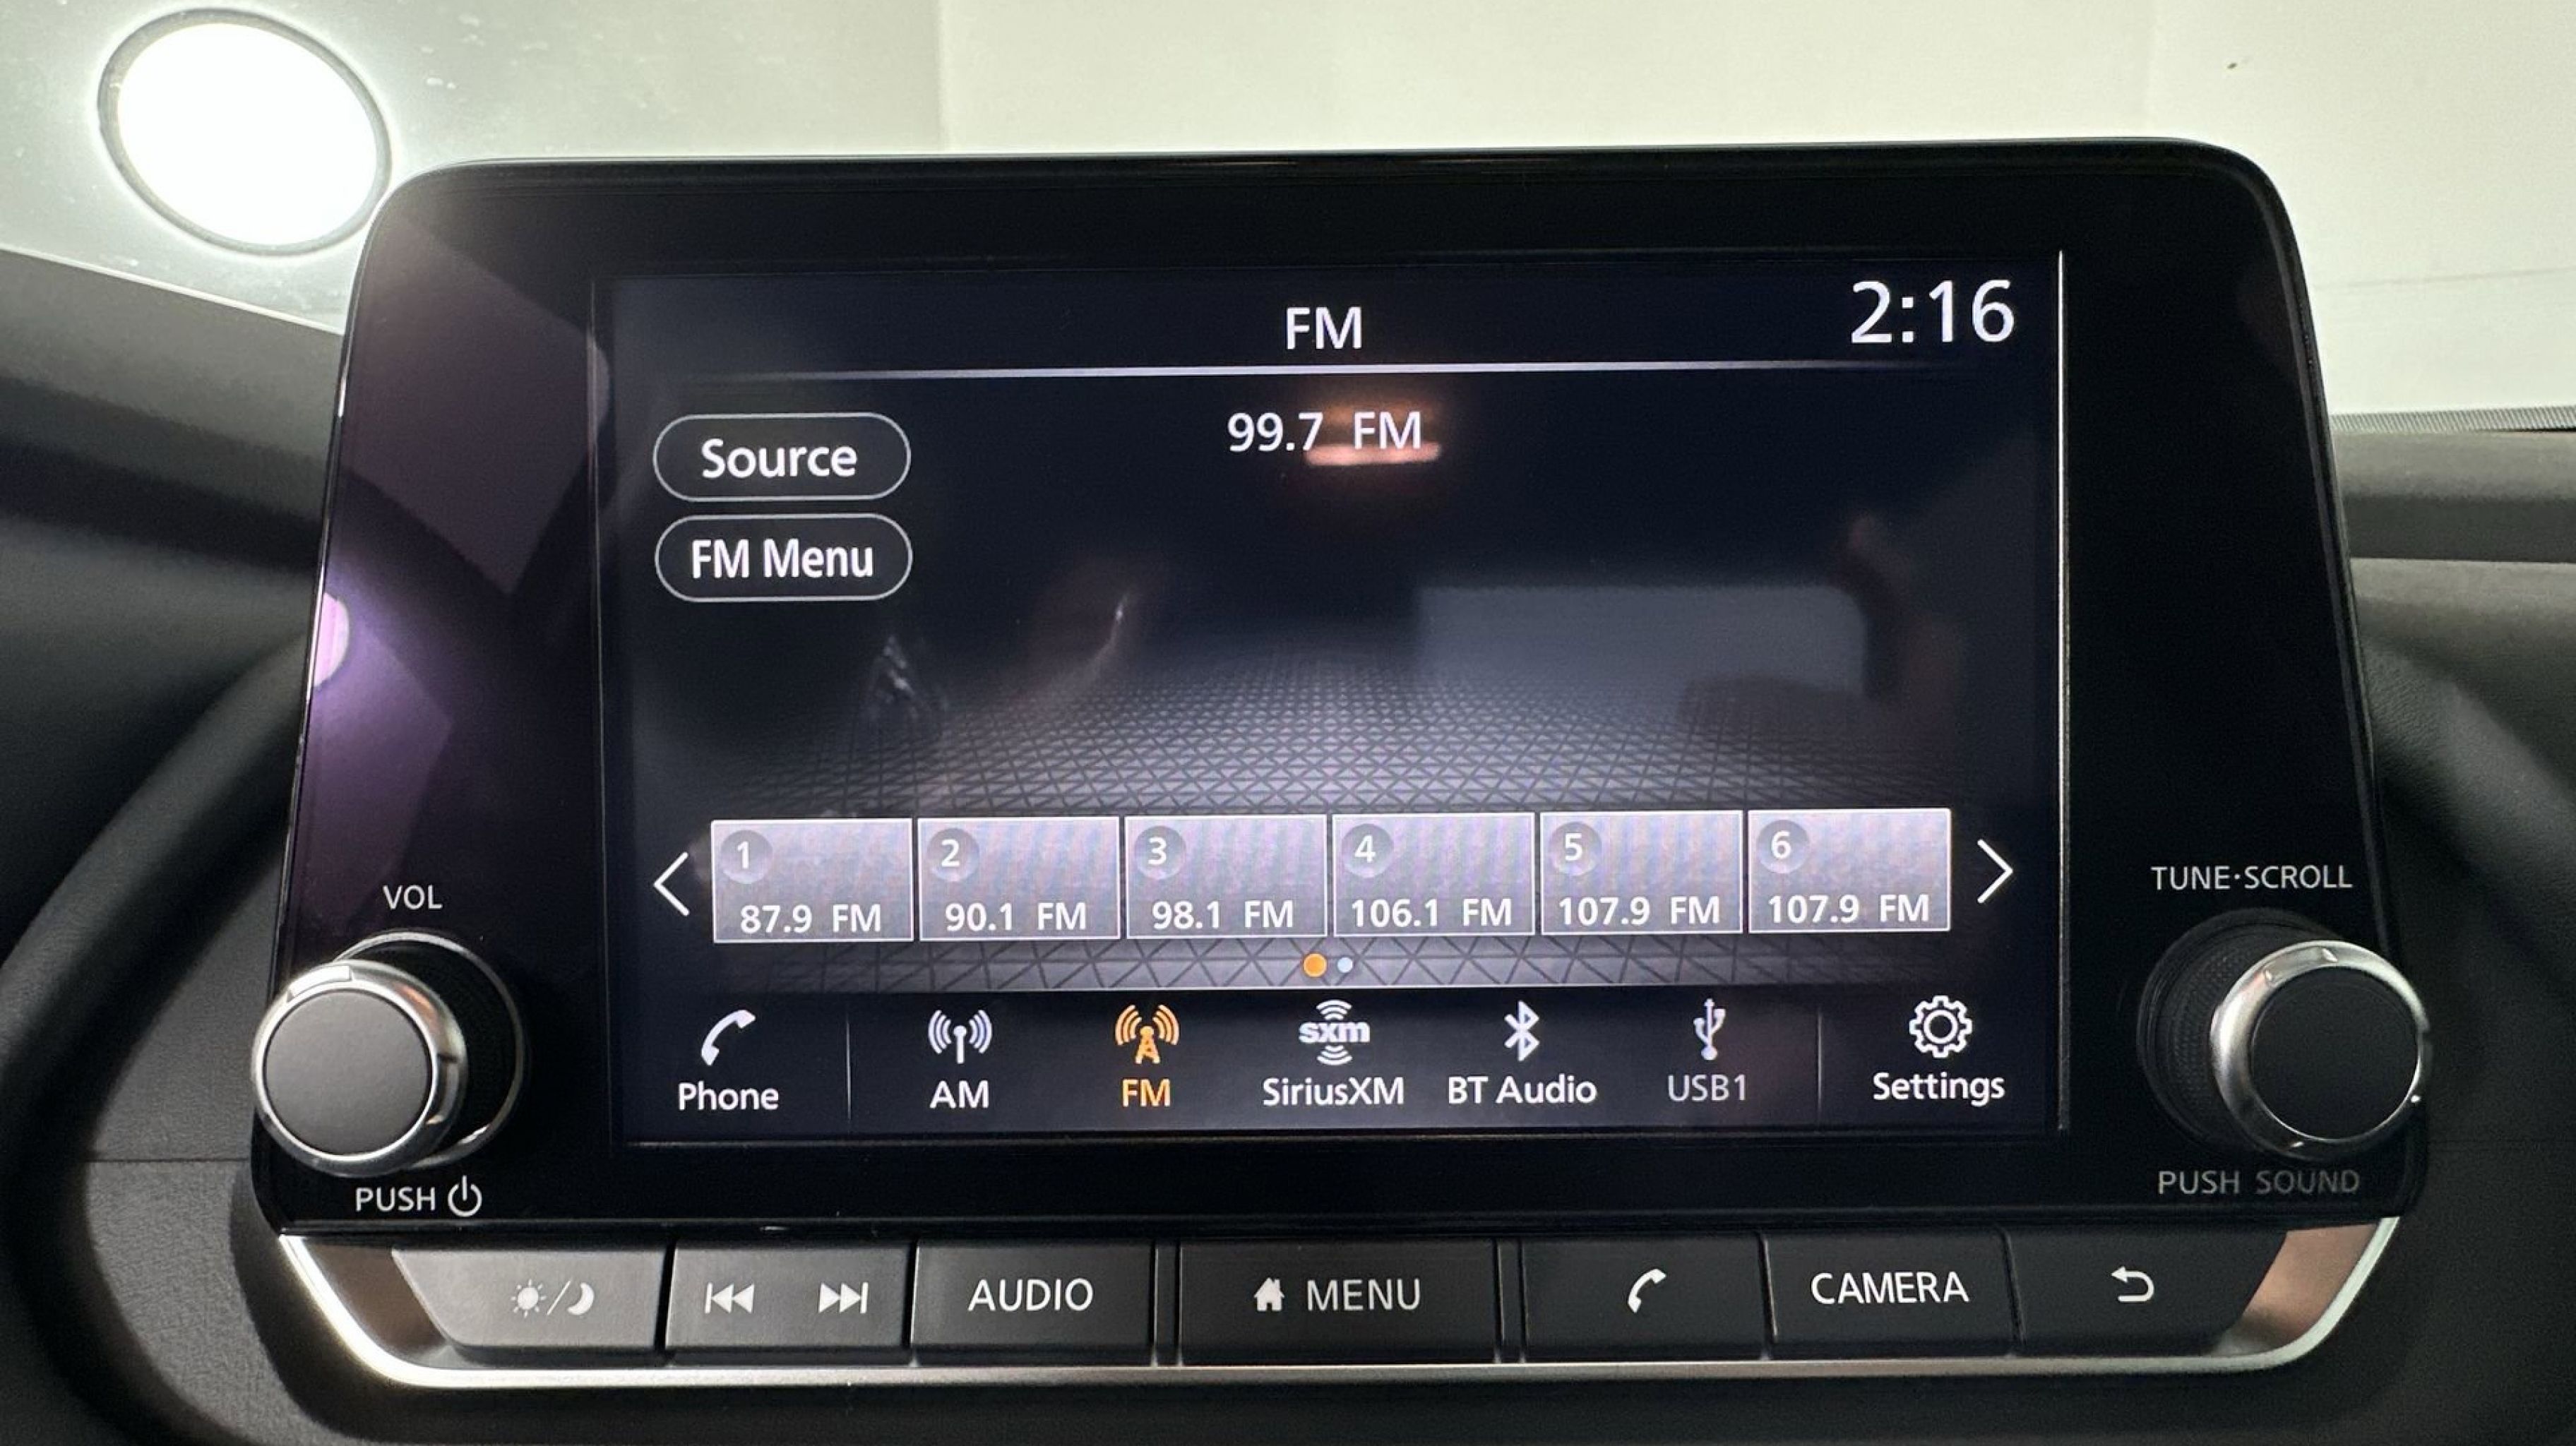 FM
2:16
99.7 FM
Source
FM Menu
1
2
3
4
5
6
87.9 FM
90.1 FM
98.1 FM
106.1 FM
107.9 FM
107.9 FM
VOL
TUNE·SCROLL
sxm
Phone
AM
FM
SiriusXM
BT Audio
USB1
Settings
PUSH
PUSH SOUND
AUDIO
MENU
CAMERA